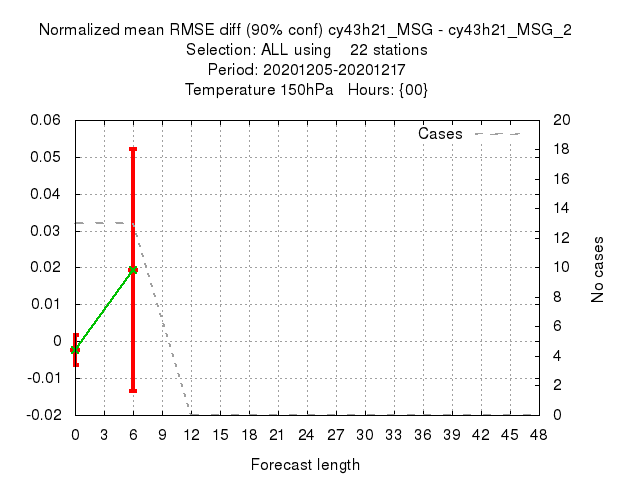 Normalized mean RMSE diff (90% conf) cy43h21_MSG - cy43h21_MSG_2
Selection: ALL using    22 stations
Period: 20201205-20201217
Temperature 150hPa   Hours: {00}
Cases
0.06
0.05
0.04
0.03
0.02
0.01
0
-0.01
-0.02
20
18
16
14
12
10
8
6
4
2
0
No cases
0 3 6 9 12 15 18 21 24 27 30 33 36 39 42 45 48
Forecast length